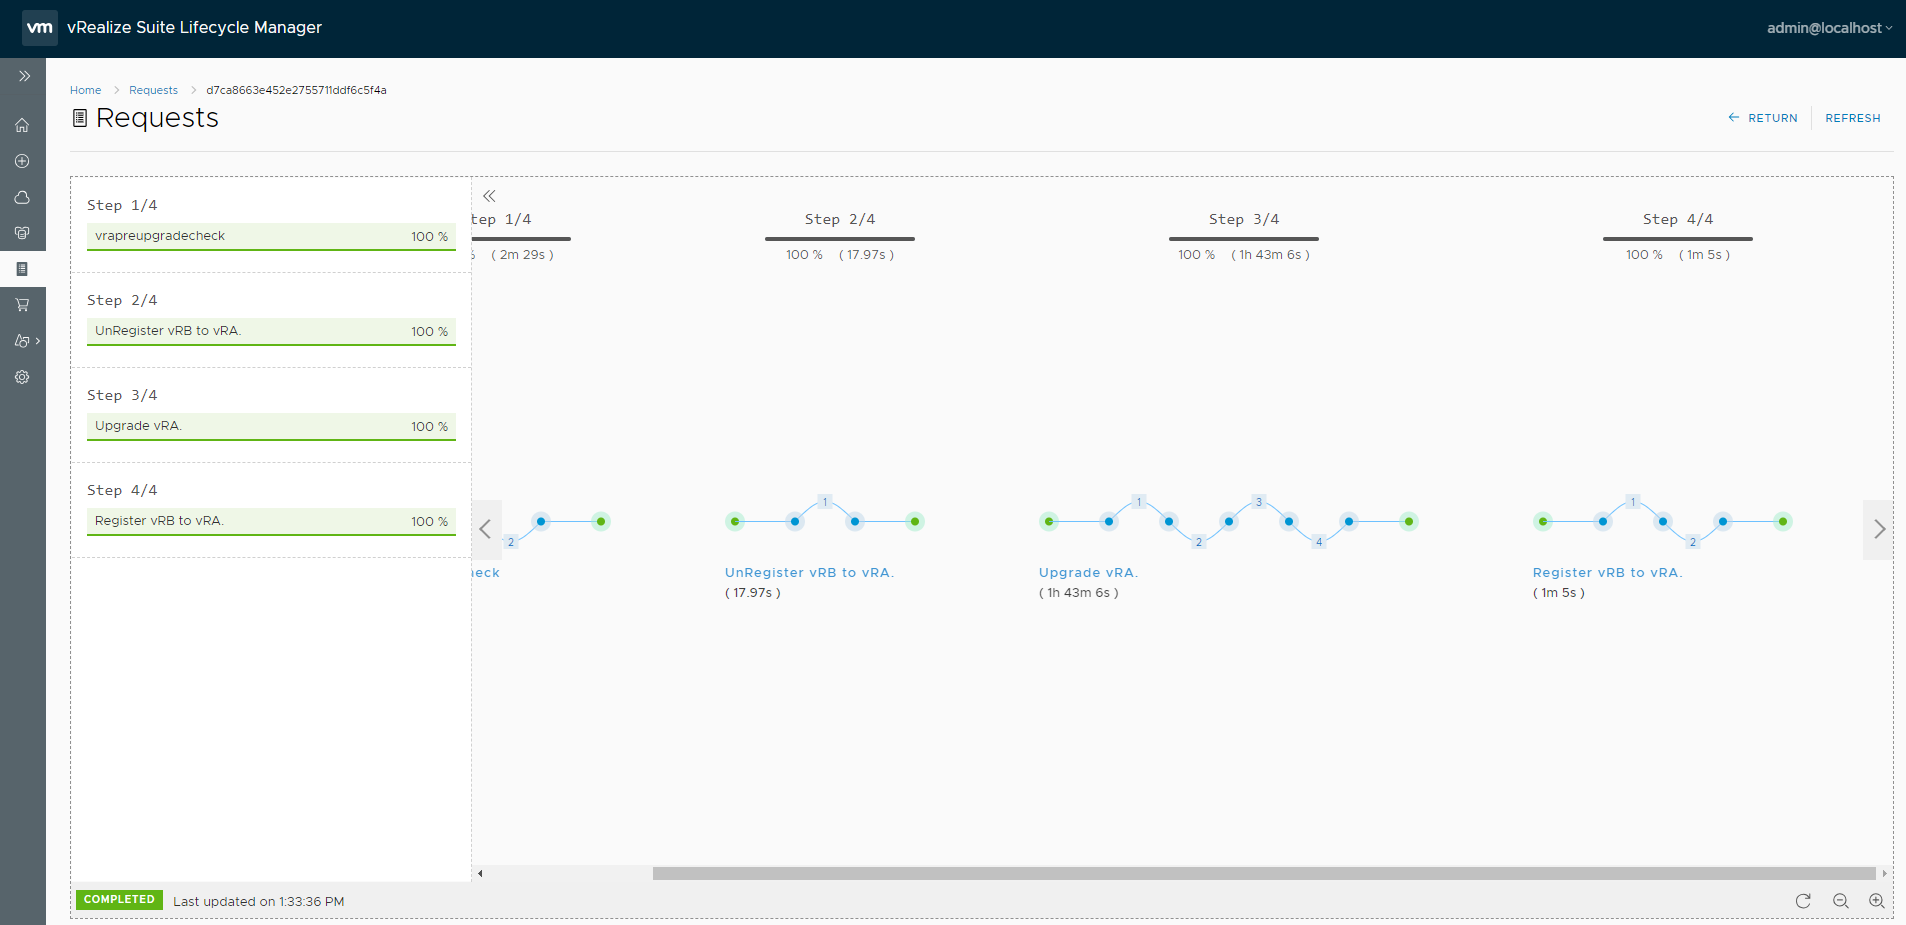 vm vRealize Suite Lifecycle Manager
admin@localhost
Home > Requests > d7ca8663e452e2755711ddf6c5f4a
Requests
RETURN
REFRESH
Step 1/4
vrapreupgradecheck 100 %
Step 2/4
UnRegister vRB to vRA. 100 %
Step 3/4
Upgrade vRA. 100 %
Step 4/4
Register vRB to vRA. 100 %
tep 1/4
% ( 2m 29s )
Step 2/4
100 % ( 17.97s )
Step 3/4
100 % ( 1h 43m 6s )
Step 4/4
100 % ( 1m 5s )
2
1
1
2
3
4
1
2
eck
UnRegister vRB to vRA.
( 17.97s )
Upgrade vRA.
( 1h 43m 6s )
Register vRB to vRA.
( 1m 5s )
COMPLETED Last updated on 1:33:36 PM